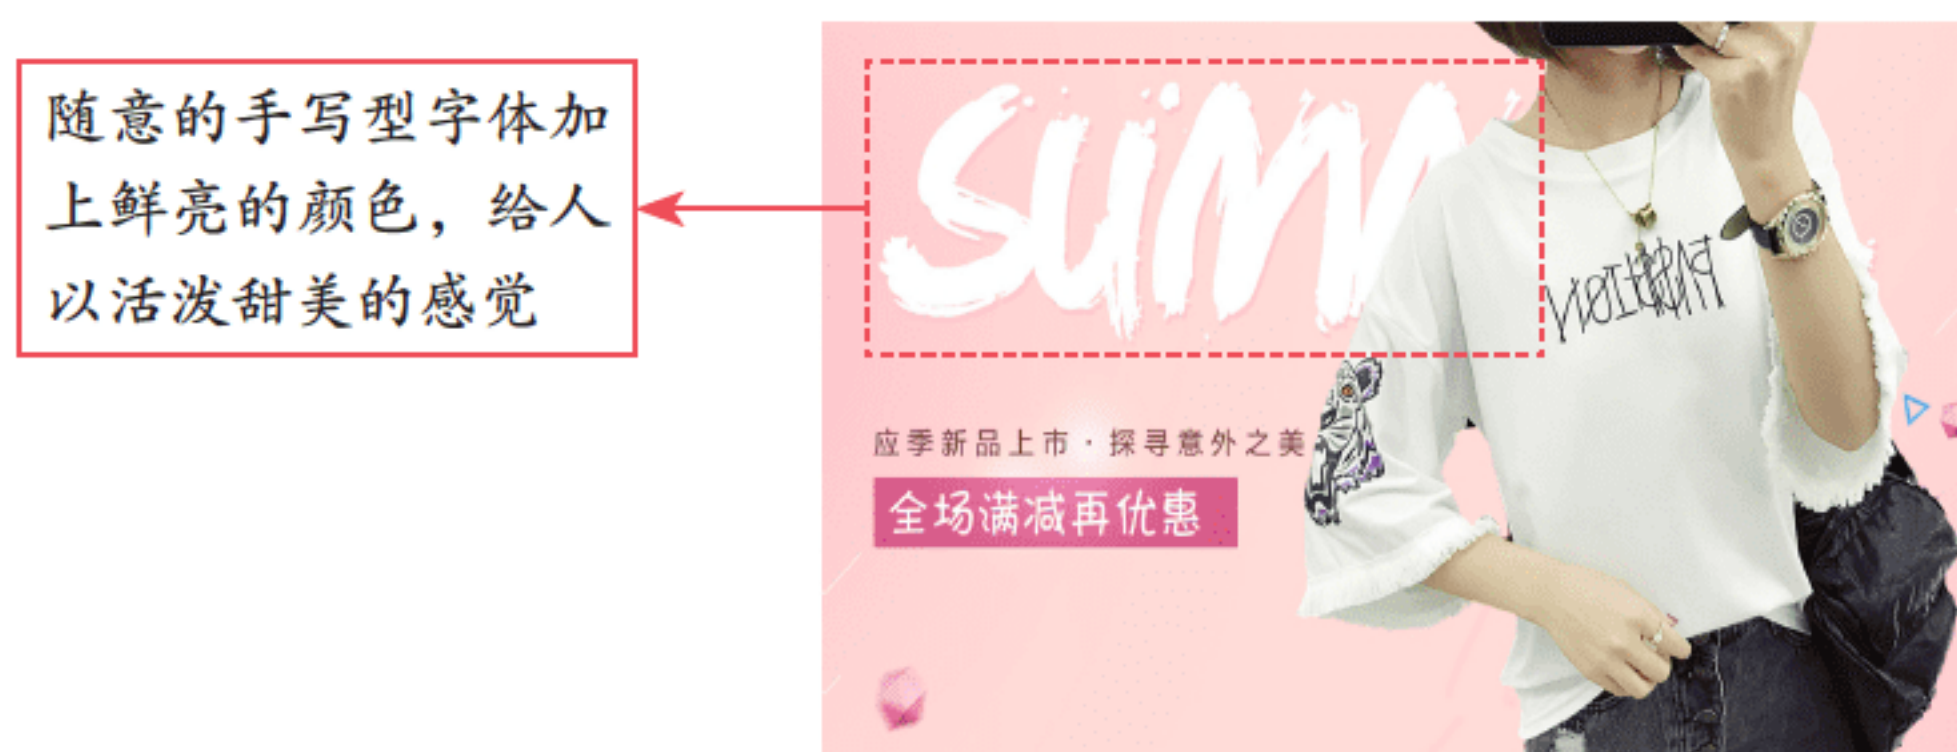 随意的手写型字体加
上鲜亮的颜色，给人
以活泼甜美的感觉
SUMM
应季新品上市·探寻意外之美
全场满减再优惠